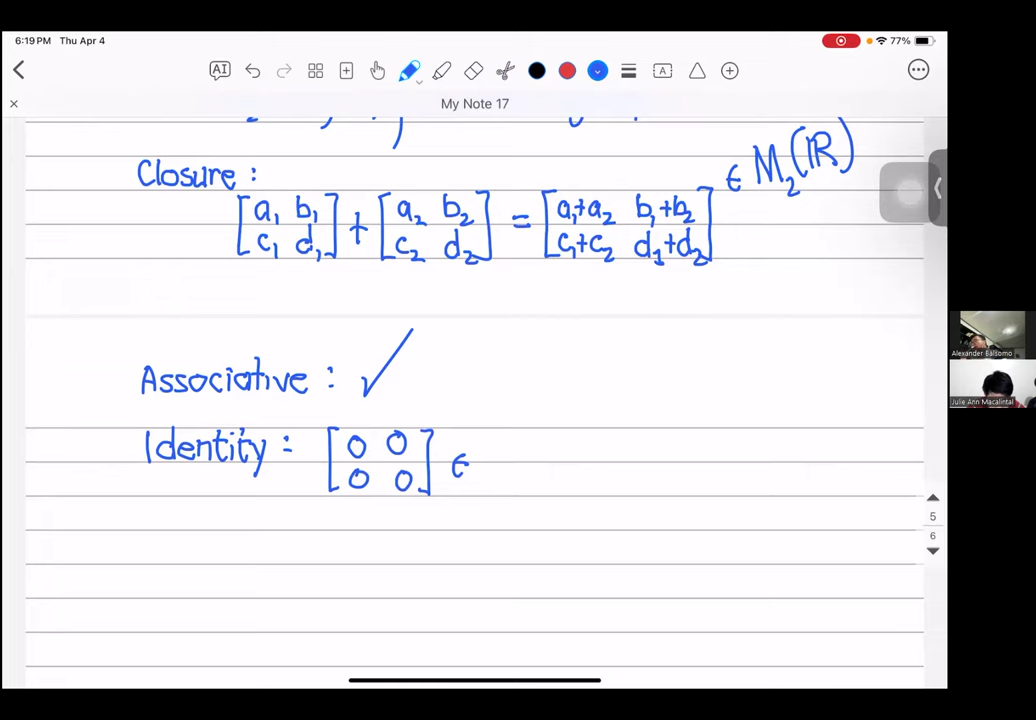 6:19 PM Thu Apr 4
77%
AI
A
My Note 17
Closure :
[a₁ b₁ + [a₂ b₂ = [a₁+a₂ b₁+b₂ ∈ M₂(ℝ)
c₁ d₁] c₂ d₂] c₁+c₂ d₁+d₂]
Associative : ✓
Identity : [0 0
0 0] ∈
5
6
Alexander Balsomo
Julie Ann Macalintal